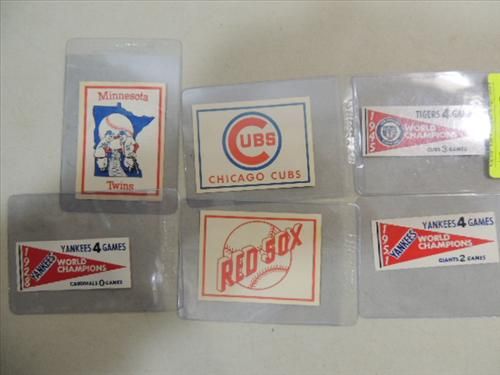 Minnesota
Twins
CUBS
CHICAGO CUBS
1945
TIGERS 4 GAMES
WORLD
CHAMPIONS
CUBS 3 GAMES
1928
YANKEES
YANKEES 4 GAMES
WORLD
CHAMPIONS
CARDINALS 0 GAMES
RED SOX
1951
YANKEES
YANKEES 4 GAMES
WORLD
CHAMPIONS
GIANTS 2 GAMES